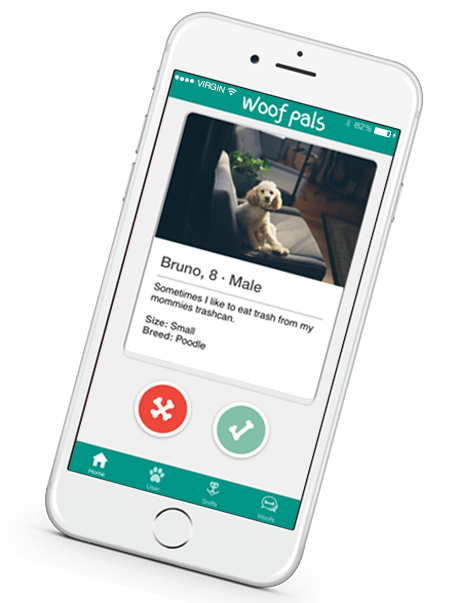 VIRGIN
Woof pals
82%
Bruno, 8 · Male
Sometimes I like to eat trash from my
mommies trashcan.
Size: Small
Breed: Poodle
Home
User
Sniffs
Woofs